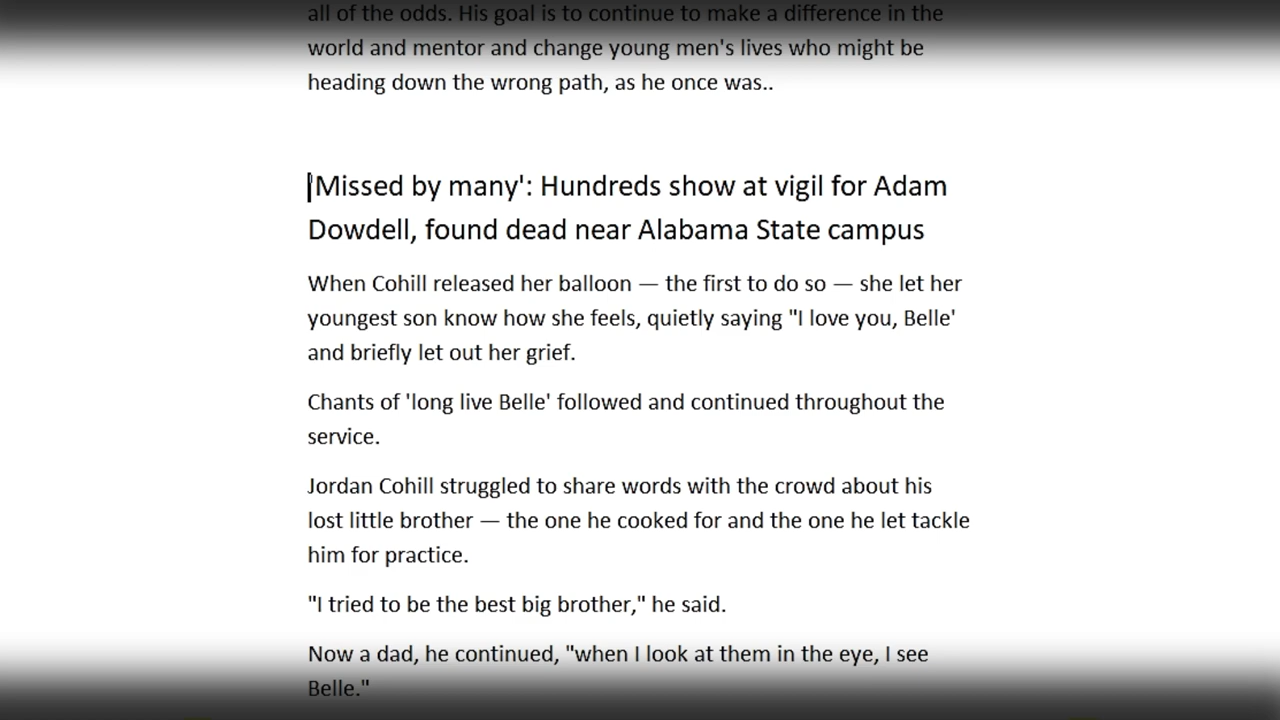 all of the odds. His goal is to continue to make a difference in the
world and mentor and change young men's lives who might be
heading down the wrong path, as he once was..
'Missed by many': Hundreds show at vigil for Adam
Dowdell, found dead near Alabama State campus
When Cohill released her balloon — the first to do so — she let her
youngest son know how she feels, quietly saying "I love you, Belle'
and briefly let out her grief.
Chants of 'long live Belle' followed and continued throughout the
service.
Jordan Cohill struggled to share words with the crowd about his
lost little brother — the one he cooked for and the one he let tackle
him for practice.
"I tried to be the best big brother," he said.
Now a dad, he continued, "when I look at them in the eye, I see
Belle."